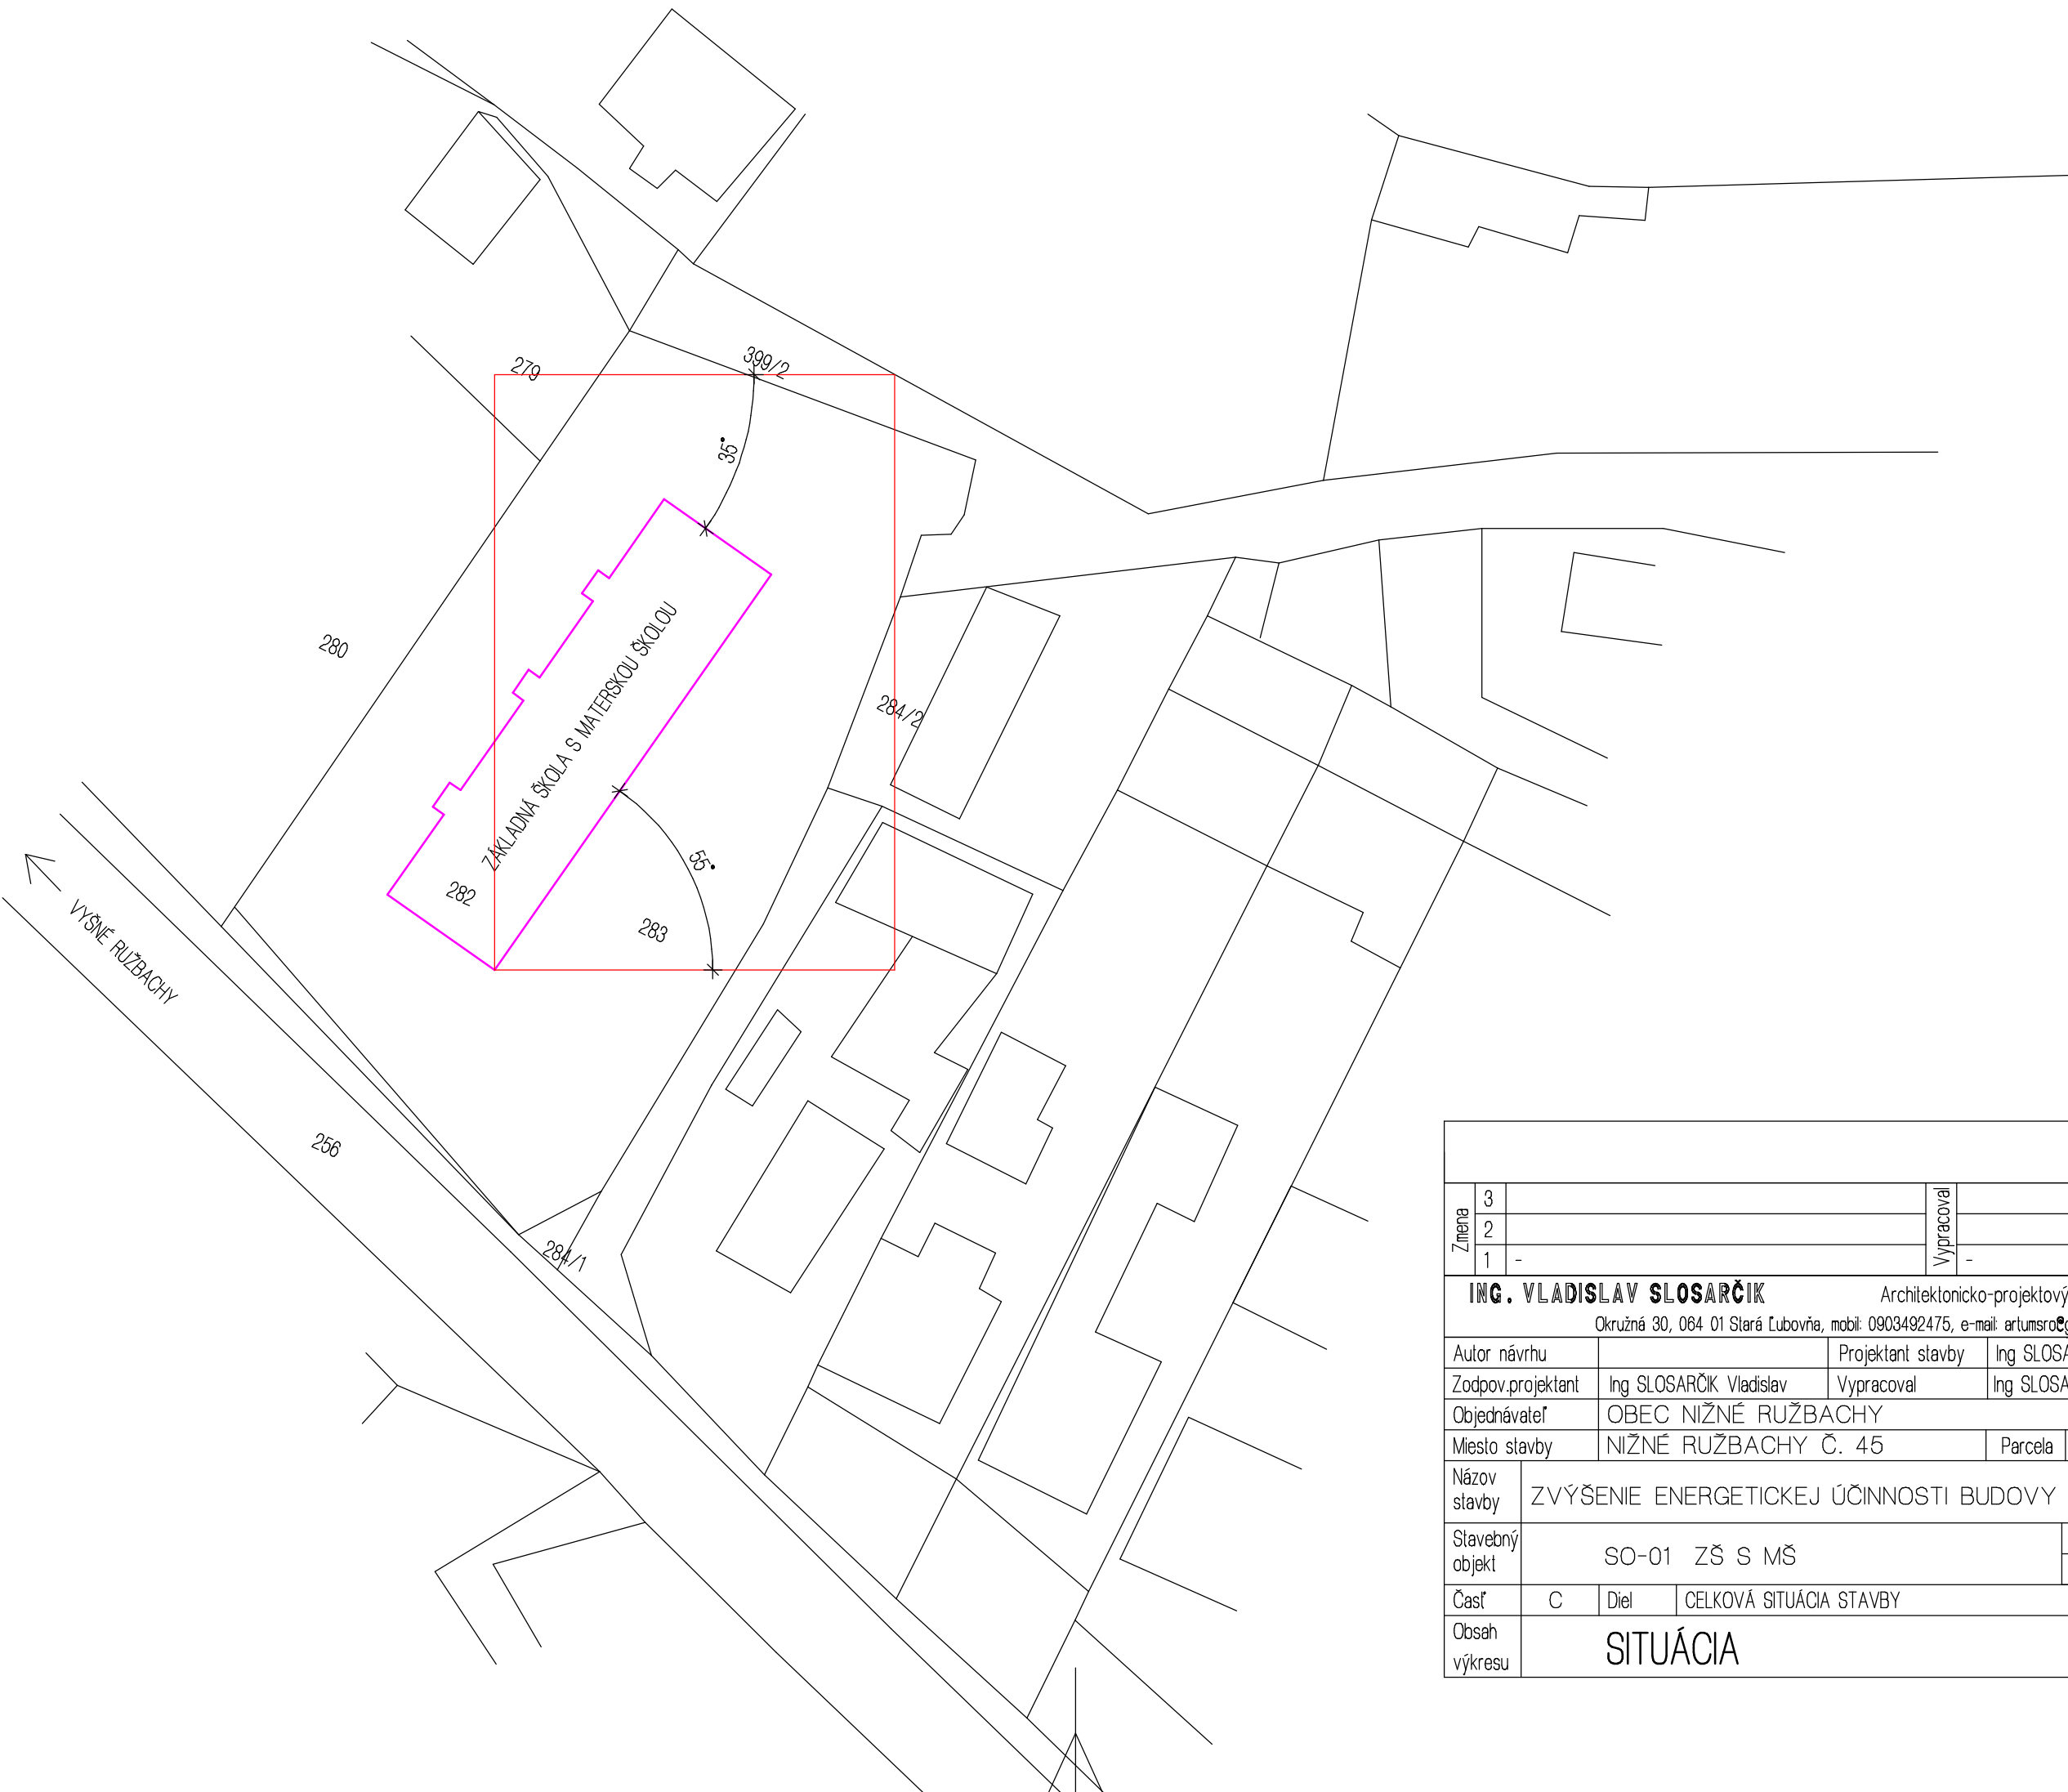 279
399/2
35°
280
ZÁKLADNÁ ŠKOLA S MATERSKOU ŠKOLOU
284/2
55°
282
283
VYŠNÉ RUŽBACHY
256
284/1
Zmena
3
2
1 -
Vypracoval
-
ING. VLADISLAV SLOSARČIK Architektonicko-projektový
Okružná 30, 064 01 Stará Ľubovňa, mobil: 0903492475, e-mail:
Autor návrhu Projektant stavby Ing
Zodpov.projektant Ing SLOSARČIK Vladislav Vypracoval Ing
Objednávateľ OBEC NIŽNÉ RUŽBACHY
Miesto stavby NIŽNÉ RUŽBACHY Č. 45 Parcela
Názov stavby ZVÝŠENIE ENERGETICKEJ ÚČINNOSTI BUDOVY
Stavebný objekt SO-01 ZŠ S MŠ
Časť C Diel CELKOVÁ SITUÁCIA STAVBY
Obsah výkresu SITUÁCIA